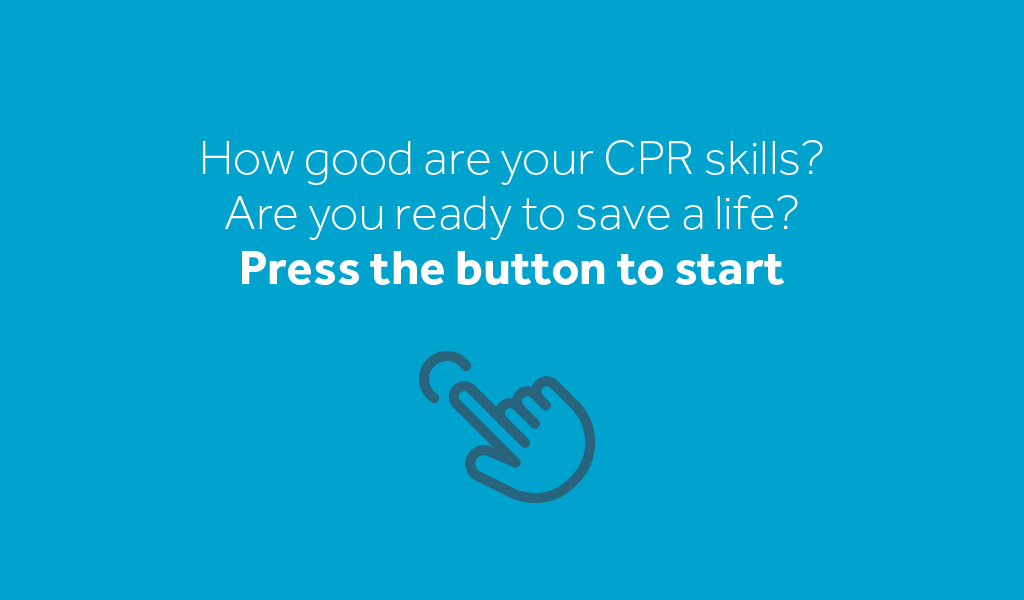 How good are your CPR skills?
Are you ready to save a life?
Press the button to start